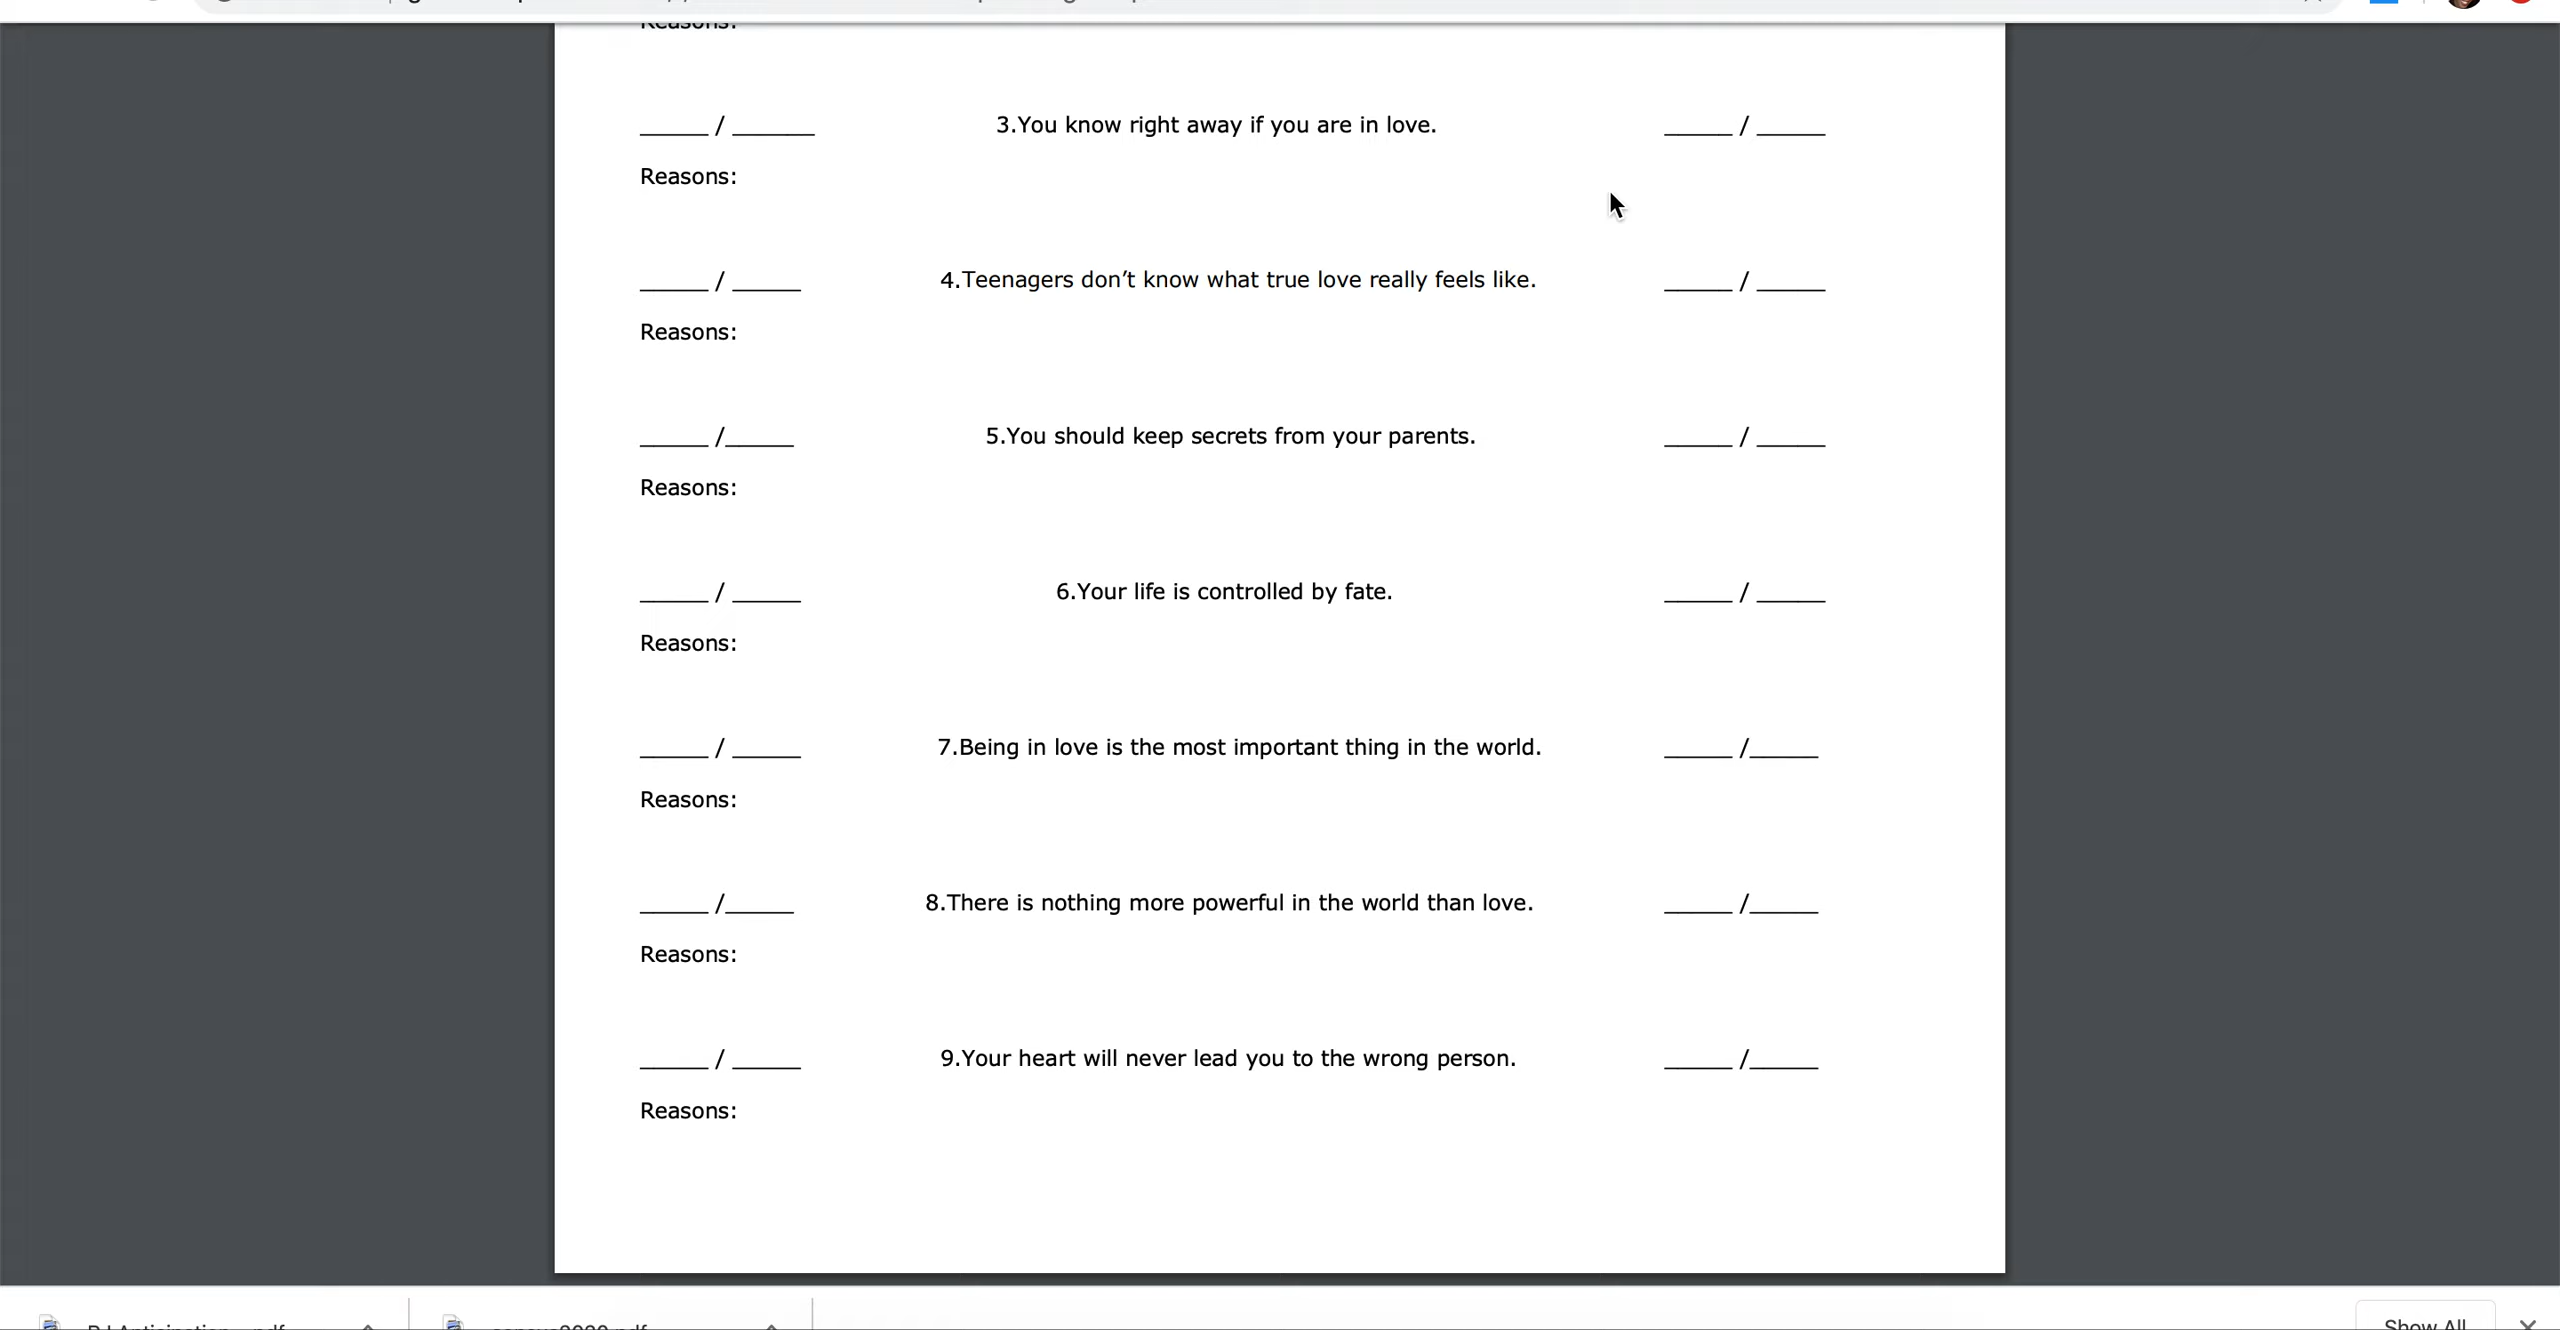 Reasons:
_____ / ______ 3.You know right away if you are in love. _____ / _____
Reasons:
_____ / _____ 4.Teenagers don’t know what true love really feels like. _____ / _____
Reasons:
_____ /_____ 5.You should keep secrets from your parents. _____ / _____
Reasons:
_____ / _____ 6.Your life is controlled by fate. _____ / _____
Reasons:
_____ / _____ 7.Being in love is the most important thing in the world. _____ /_____
Reasons:
_____ /_____ 8.There is nothing more powerful in the world than love. _____ /_____
Reasons:
_____ / _____ 9.Your heart will never lead you to the wrong person. _____ /_____
Reasons:
Show All